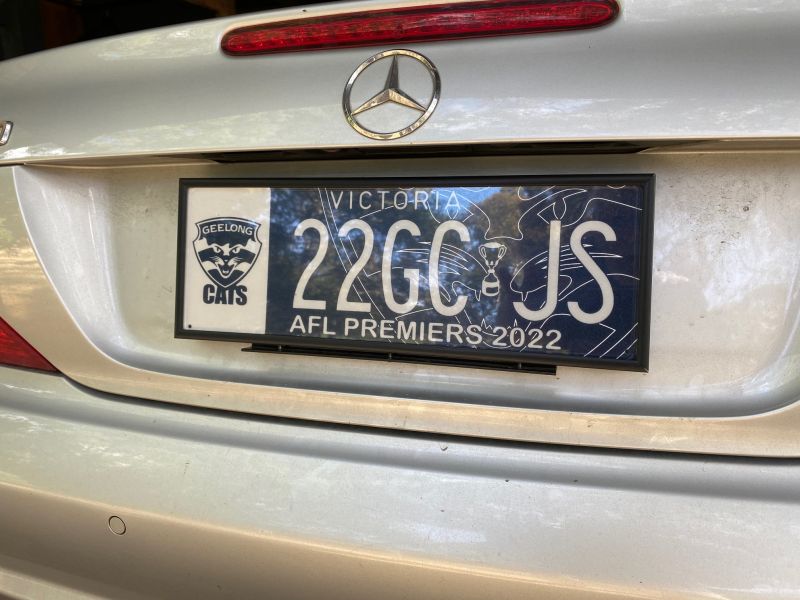 VICTORIA
GEELONG
CATS
22GC JS
AFL PREMIERS 2022